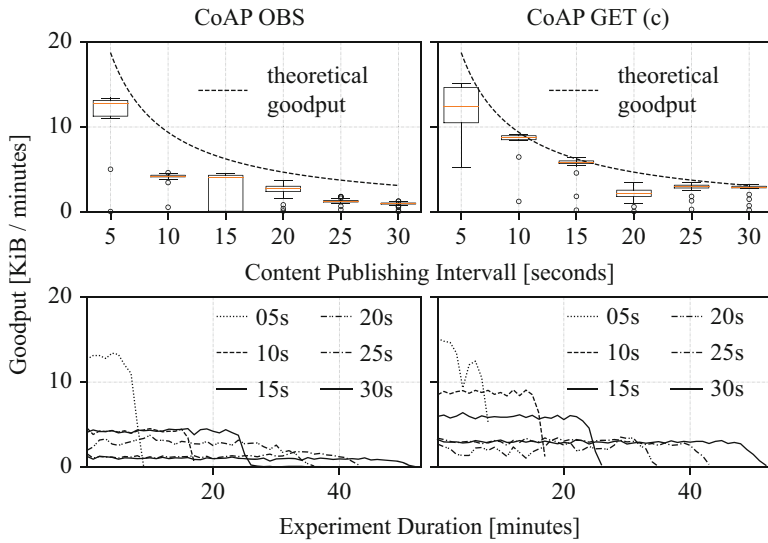 CoAP OBS
CoAP GET (c)
Goodput [KiB / minutes]
20
10
0
theoretical
goodput
theoretical
goodput
5 10 15 20 25 30
5 10 15 20 25 30
Content Publishing Intervall [seconds]
20
10
0
05s 20s
10s 25s
15s 30s
05s 20s
10s 25s
15s 30s
20 40
20 40
Experiment Duration [minutes]